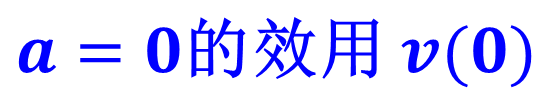 a = 0的效用 v(0)